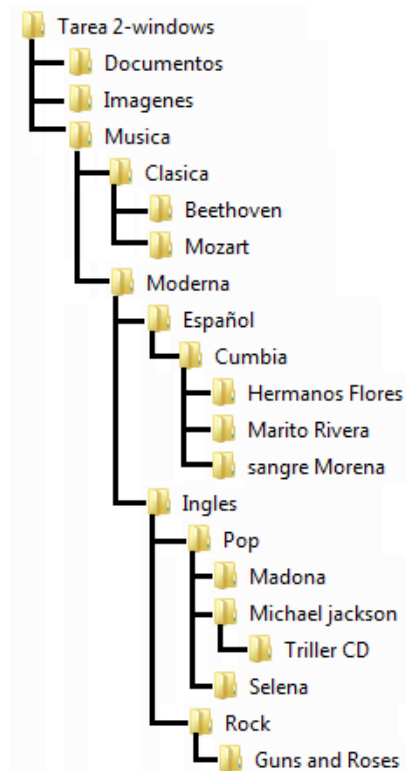 Tarea 2-windows
Documentos
Imagenes
Musica
Clasica
Beethoven
Mozart
Moderna
Español
Cumbia
Hermanos Flores
Marito Rivera
sangre Morena
Ingles
Pop
Madona
Michael jackson
Triller CD
Selena
Rock
Guns and Roses